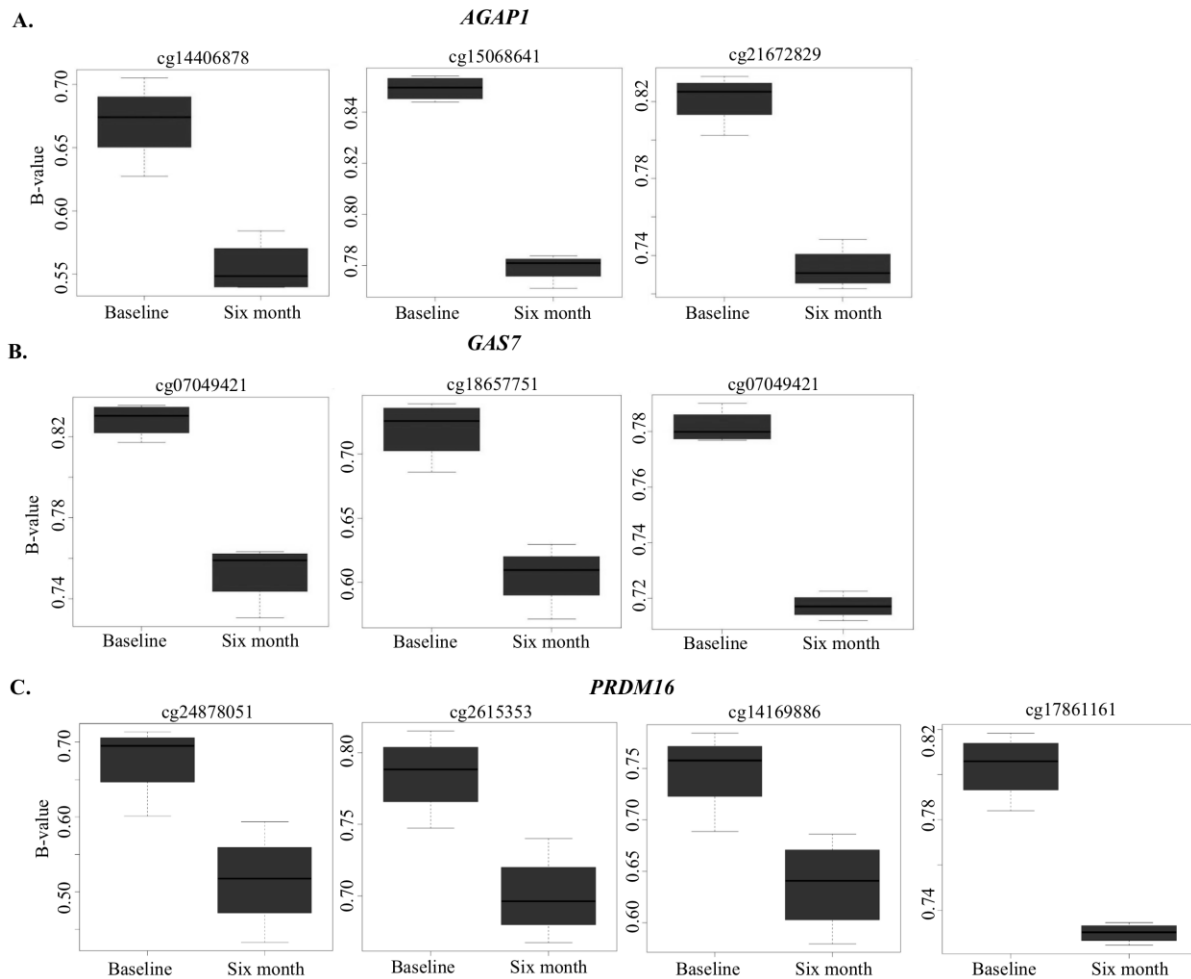 A.
AGAP1
cg14406878
cg15068641
cg21672829
B-value
0.70
0.65
0.60
0.55
0.84
0.82
0.80
0.78
0.82
0.78
0.74
Baseline
Six month
Baseline
Six month
Baseline
Six month
B.
GAS7
cg07049421
cg18657751
cg07049421
B-value
0.82
0.78
0.74
0.70
0.65
0.60
0.78
0.76
0.74
0.72
Baseline
Six month
Baseline
Six month
Baseline
Six month
C.
PRDM16
cg24878051
cg2615353
cg14169886
cg17861161
B-value
0.70
0.60
0.50
0.80
0.75
0.70
0.75
0.70
0.65
0.60
0.82
0.78
0.74
Baseline
Six month
Baseline
Six month
Baseline
Six month
Baseline
Six month